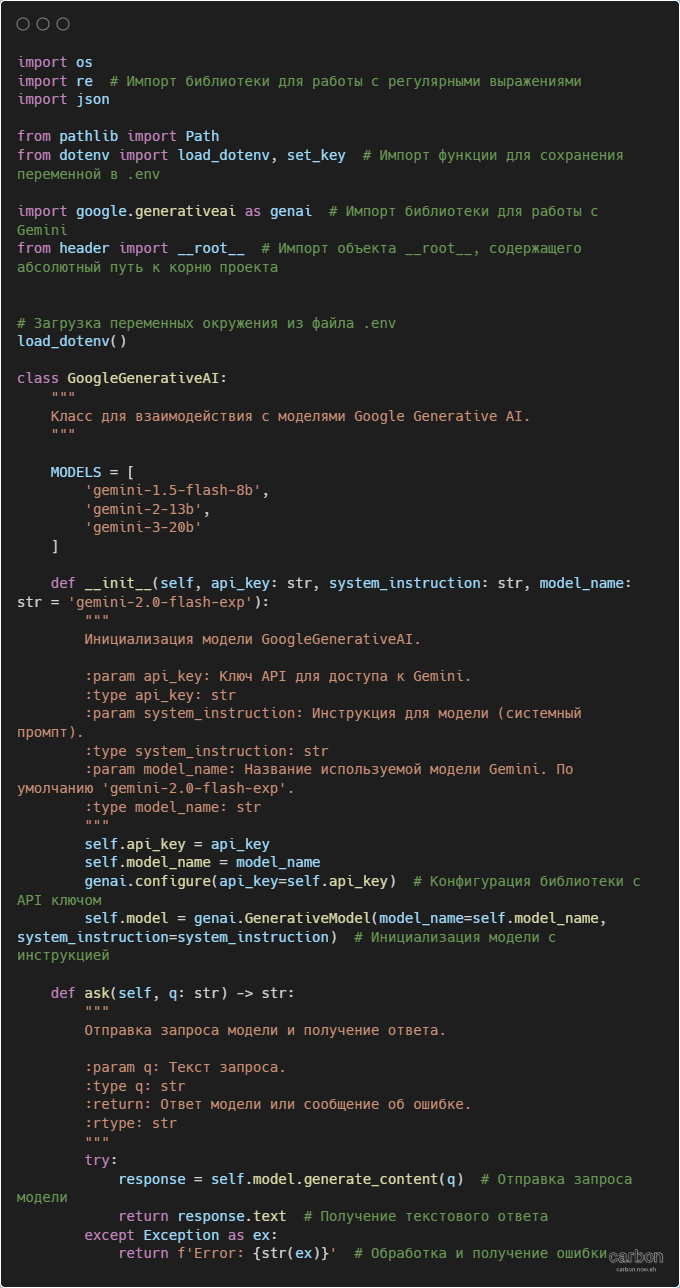 import os
import re  # Импорт библиотеки для работы с регулярными выражениями
import json

from pathlib import Path
from dotenv import load_dotenv, set_key  # Импорт функции для сохранения
переменной в .env

import google.generativeai as genai  # Импорт библиотеки для работы с
Gemini
from header import __root__  # Импорт объекта __root__, содержащего
абсолютный путь к корню проекта


# Загрузка переменных окружения из файла .env
load_dotenv()

class GoogleGenerativeAI:
    """
    Класс для взаимодействия с моделями Google Generative AI.
    """

    MODELS = [
        'gemini-1.5-flash-8b',
        'gemini-2-13b',
        'gemini-3-20b'
    ]

    def __init__(self, api_key: str, system_instruction: str, model_name:
str = 'gemini-2.0-flash-exp'):
        """
        Инициализация модели GoogleGenerativeAI.

        :param api_key: Ключ API для доступа к Gemini.
        :type api_key: str
        :param system_instruction: Инструкция для модели (системный
промпт).
        :type system_instruction: str
        :param model_name: Название используемой модели Gemini. По
умолчанию 'gemini-2.0-flash-exp'.
        :type model_name: str
        """
        self.api_key = api_key
        self.model_name = model_name
        genai.configure(api_key=self.api_key)  # Конфигурация библиотеки с
API ключом
        self.model = genai.GenerativeModel(model_name=self.model_name,
system_instruction=system_instruction)  # Инициализация модели с
инструкцией

    def ask(self, q: str) -> str:
        """
        Отправка запроса модели и получение ответа.

        :param q: Текст запроса.
        :type q: str
        :return: Ответ модели или сообщение об ошибке.
        :rtype: str
        """
        try:
            response = self.model.generate_content(q)  # Отправка запроса
модели
            return response.text  # Получение текстового ответа
        except Exception as ex:
            return f'Error: {str(ex)}'  # Обработка и получение ошибки
carbon
carbon.now.sh